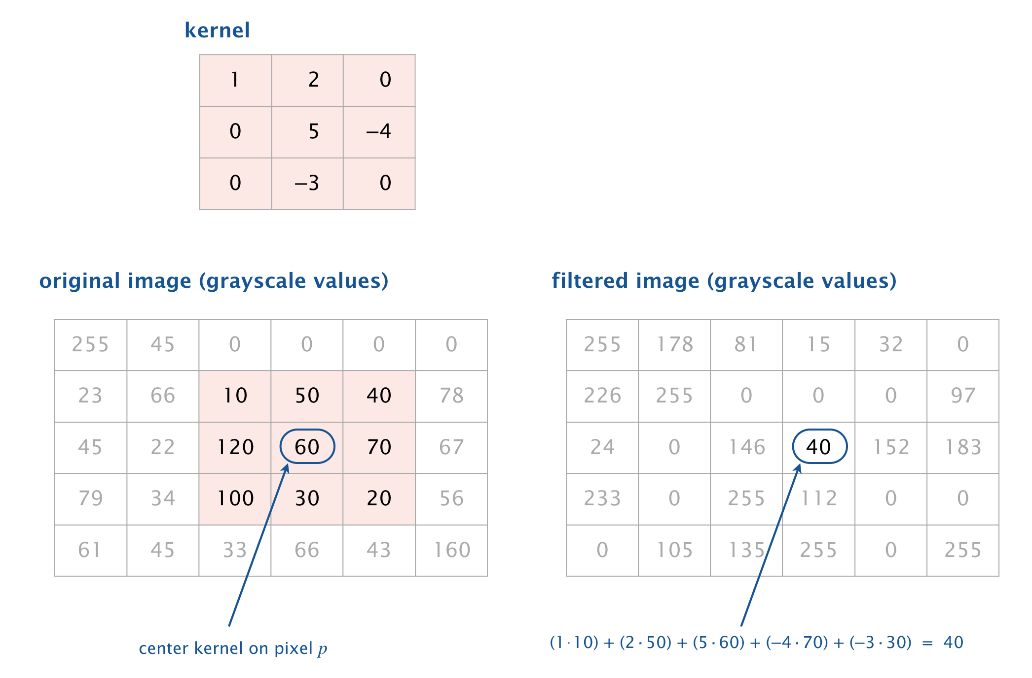 kernel
1 2 0
0 5 −4
0 −3 0
original image (grayscale values)
255 45 0 0 0 0
23 66 10 50 40 78
45 22 120 60 70 67
79 34 100 30 20 56
61 45 33 66 43 160
center kernel on pixel p
filtered image (grayscale values)
255 178 81 15 32 0
226 255 0 0 0 97
24 0 146 40 152 183
233 0 255 112 0 0
0 105 135 255 0 255
(1·10) + (2·50) + (5·60) + (−4·70) + (−3·30) = 40